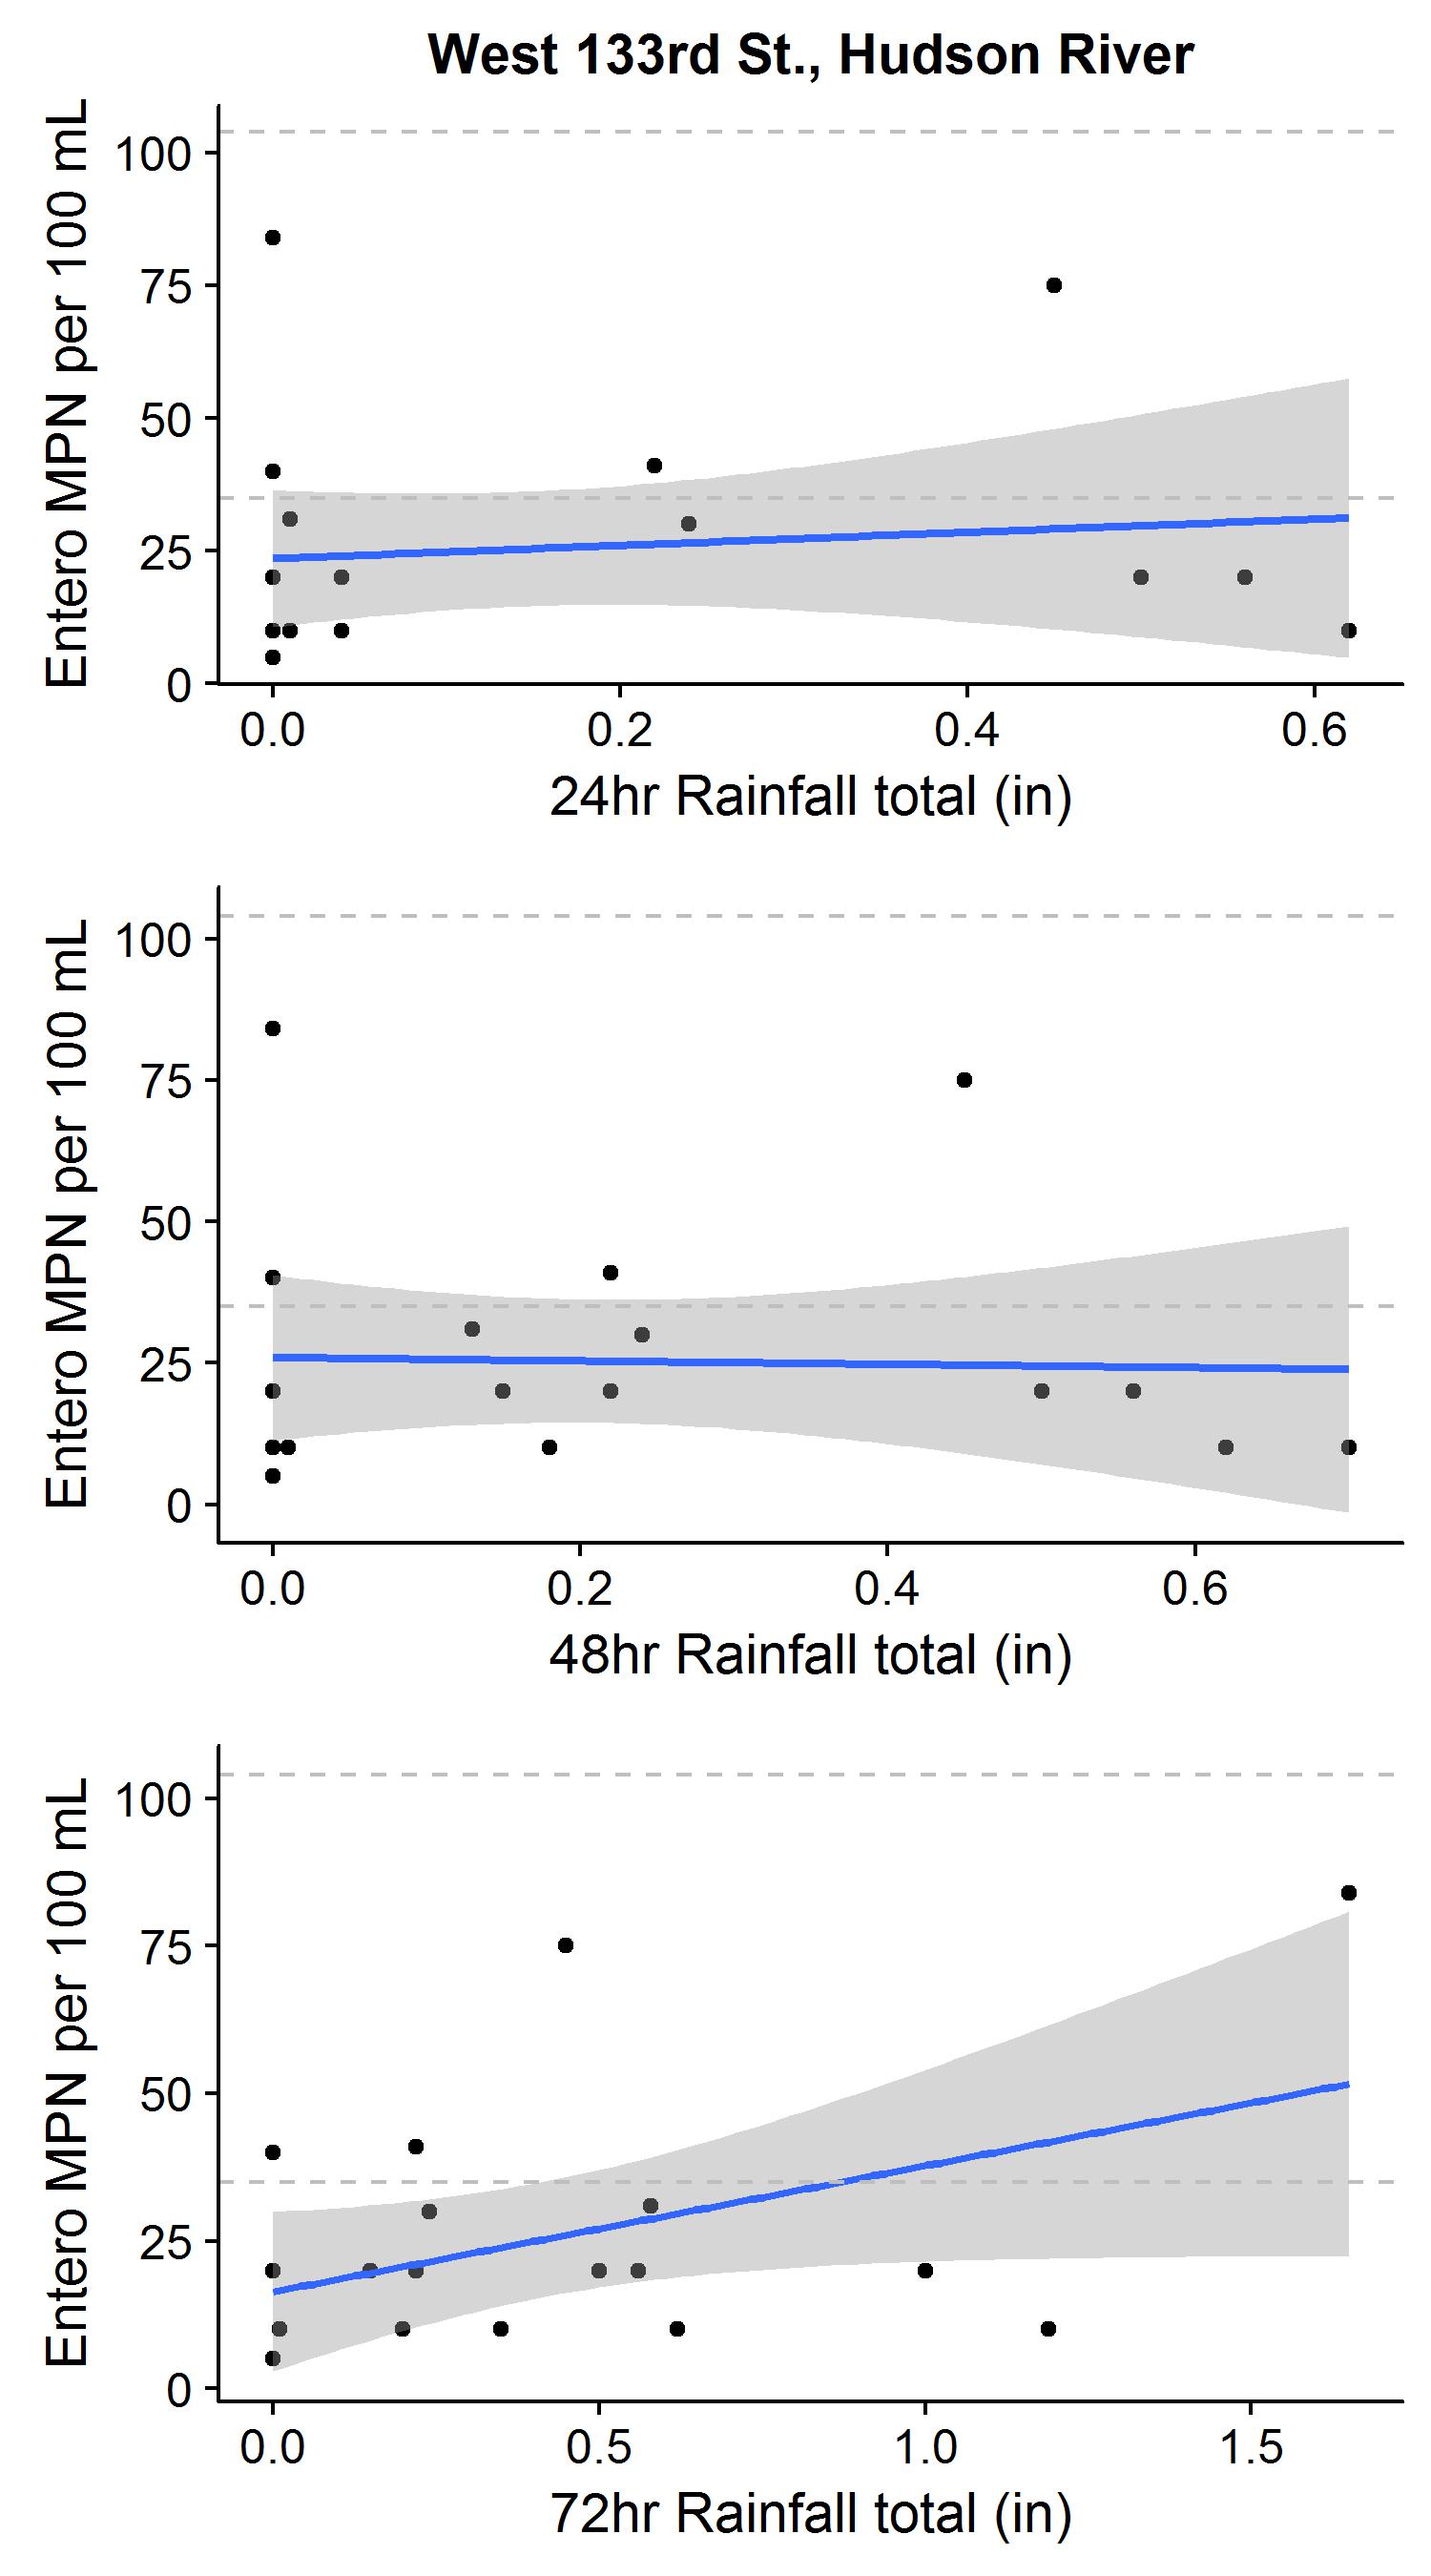 West 133rd St., Hudson River
Entero MPN per 100 mL
100
75
50
25
0
0.0 0.2 0.4 0.6
24hr Rainfall total (in)
Entero MPN per 100 mL
100
75
50
25
0
0.0 0.2 0.4 0.6
48hr Rainfall total (in)
Entero MPN per 100 mL
100
75
50
25
0
0.0 0.5 1.0 1.5
72hr Rainfall total (in)